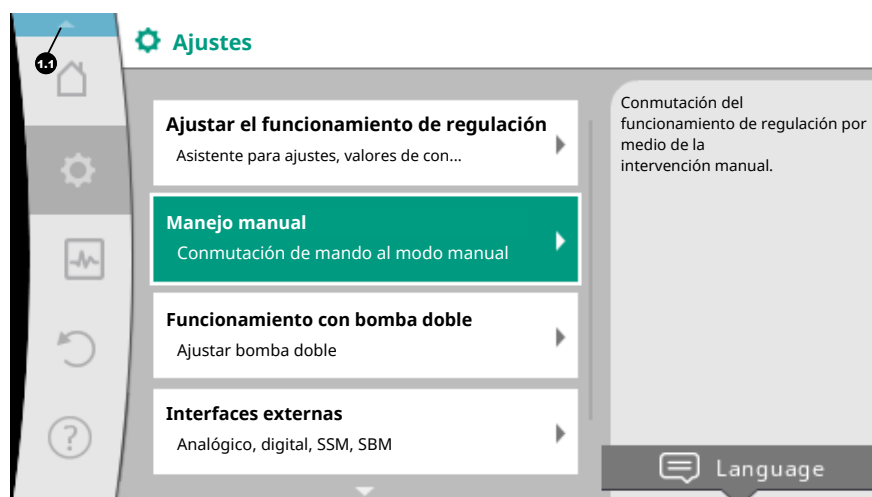 Ajustes
1.1
Ajustar el funcionamiento de regulación
Asistente para ajustes, valores de con...
Manejo manual
Conmutación de mando al modo manual
Funcionamiento con bomba doble
Ajustar bomba doble
Interfaces externas
Analógico, digital, SSM, SBM
Conmutación del
funcionamiento de regulación por
medio de la
intervención manual.
?
Language